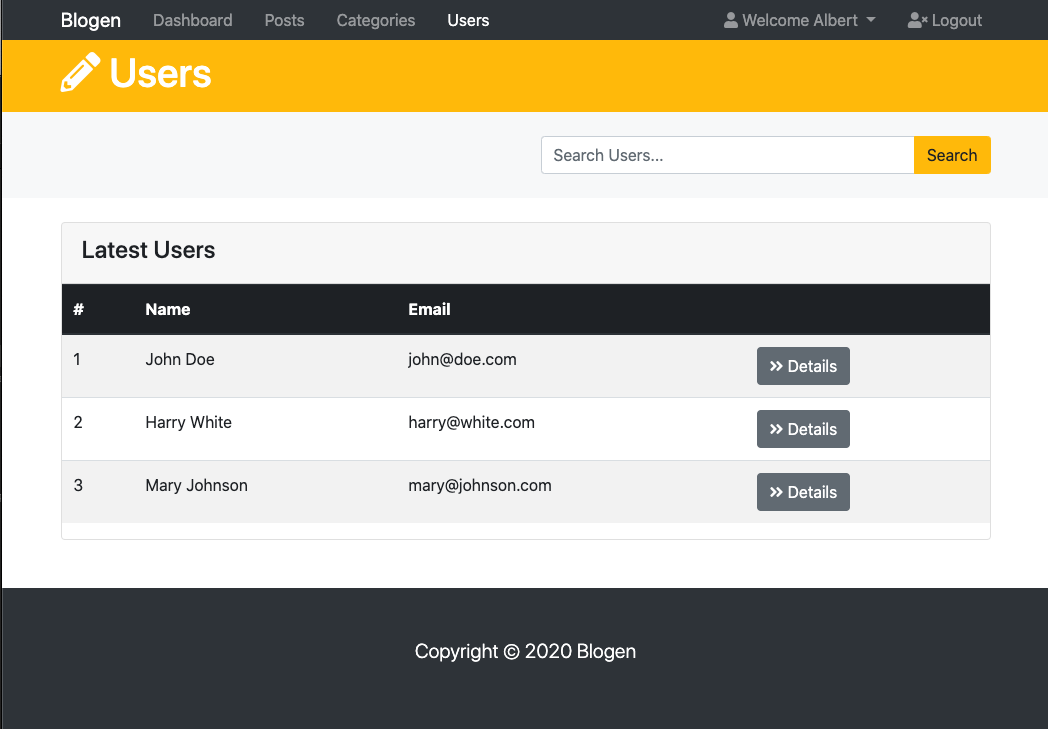 Blogen Dashboard Posts Categories Users Welcome Albert Logout
Users
Search Users... Search
Latest Users
# Name Email
1 John Doe john@doe.com Details
2 Harry White harry@white.com Details
3 Mary Johnson mary@johnson.com Details
Copyright © 2020 Blogen